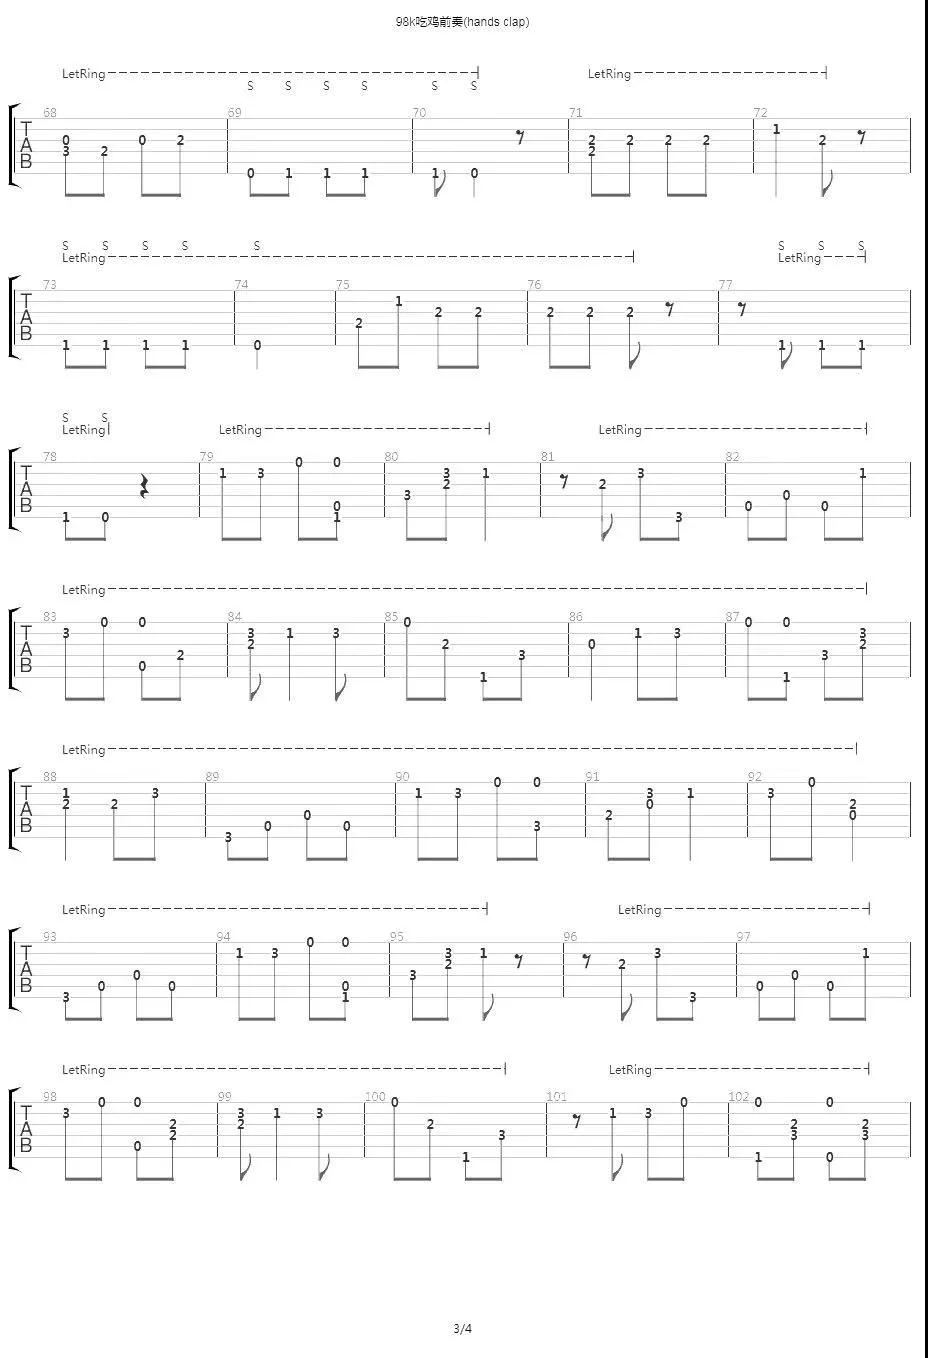 98k吃鸡前奏(hands clap)
LetRing LetRing
S S S S S S
68 69 70 71 72
T 1
A 0 0 2 2 2 2 2 2
3 2 2
B
0 1 1 1 1 0
S S S S S S S S
LetRing LetRing
73 74 75 76 77
T 1
A 2 2 2 2 2
2
B
1 1 1 1 0 1 1 1
S S
LetRing LetRing LetRing
78 79 80 81 82
0 0
T 1 3 3 1 3 1
A 2 2
3 0
B 0 0 0
1 0 1 3
LetRing
83 84 85 86 87
0 0 0 0 0
T 3 3 1 3 1 3 3
A 2 2 0 2
2 3 3
B 0
1 1
LetRing
88 89 90 91 92
0 0 0
T 1 3 1 3 3 1 3
A 2 2 0 2
0 2 0
B 0 0 3
3
LetRing LetRing
93 94 95 96 97
0 0
T 1 3 3 1 3 1
A 2 2
0 3 0
B 0 0 0 0 0
3 1 3
LetRing LetRing
98 99 100 101 102
0 0 0 0 0 0
T 3 3 1 3 1 3
A 2 2 2 2 2
2 3 3 3
B 0
1 1 0
3/4